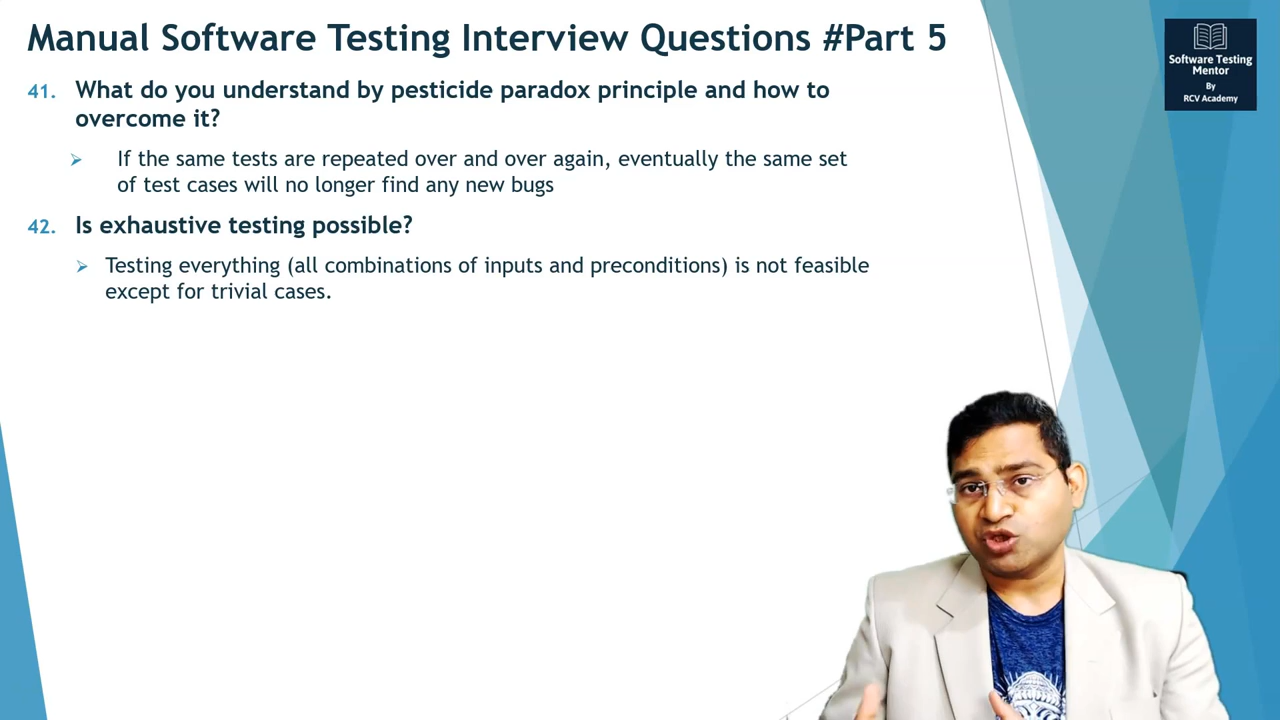 Manual Software Testing Interview Questions #Part 5
Software Testing
Mentor
By
RCV Academy
41. What do you understand by pesticide paradox principle and how to
overcome it?
If the same tests are repeated over and over again, eventually the same set
of test cases will no longer find any new bugs
42. Is exhaustive testing possible?
Testing everything (all combinations of inputs and preconditions) is not feasible
except for trivial cases.